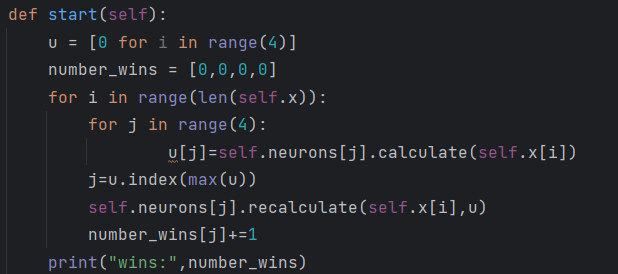 def start(self):
    u = [0 for i in range(4)]
    number_wins = [0,0,0,0]
    for i in range(len(self.x)):
        for j in range(4):
                u[j]=self.neurons[j].calculate(self.x[i])
        j=u.index(max(u))
        self.neurons[j].recalculate(self.x[i],u)
        number_wins[j]+=1
    print("wins:",number_wins)